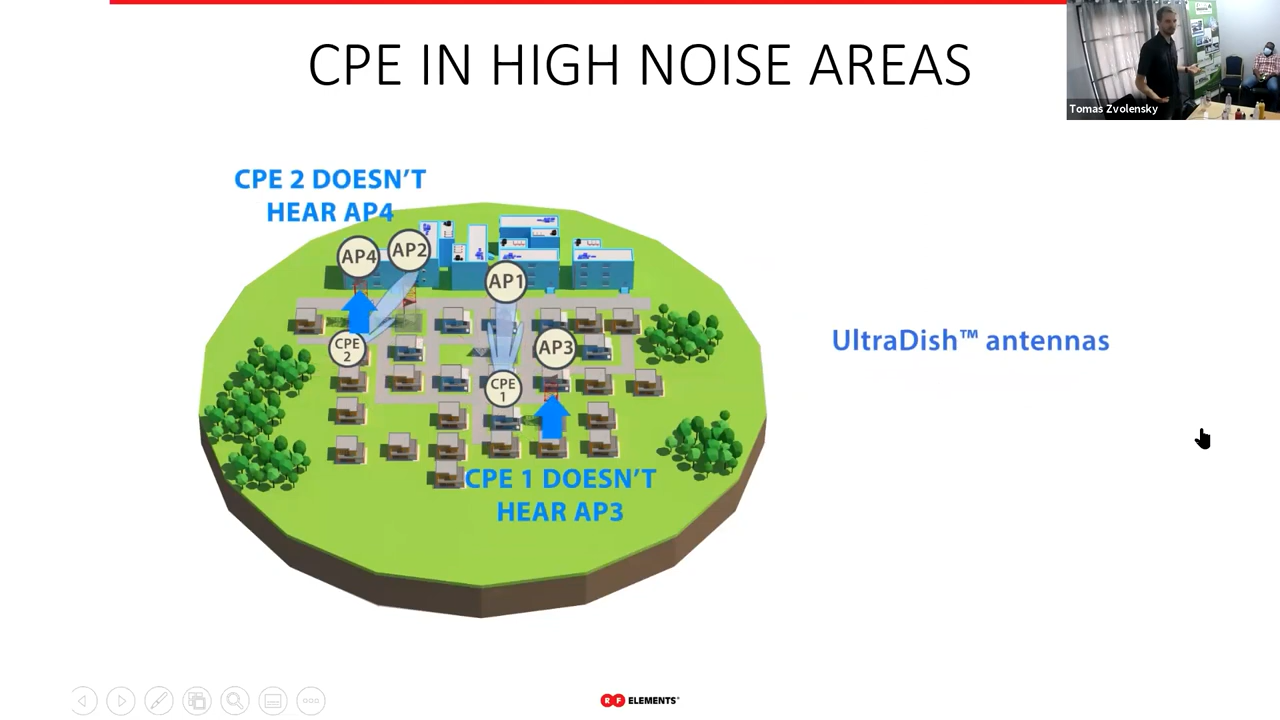 CPE IN HIGH NOISE AREAS
Tomas Zvolensky
CPE 2 DOESN'T
HEAR AP4
AP4
AP2
AP1
CPE
2
AP3
CPE
1
UltraDish™ antennas
CPE 1 DOESN'T
HEAR AP3
RF ELEMENTS®